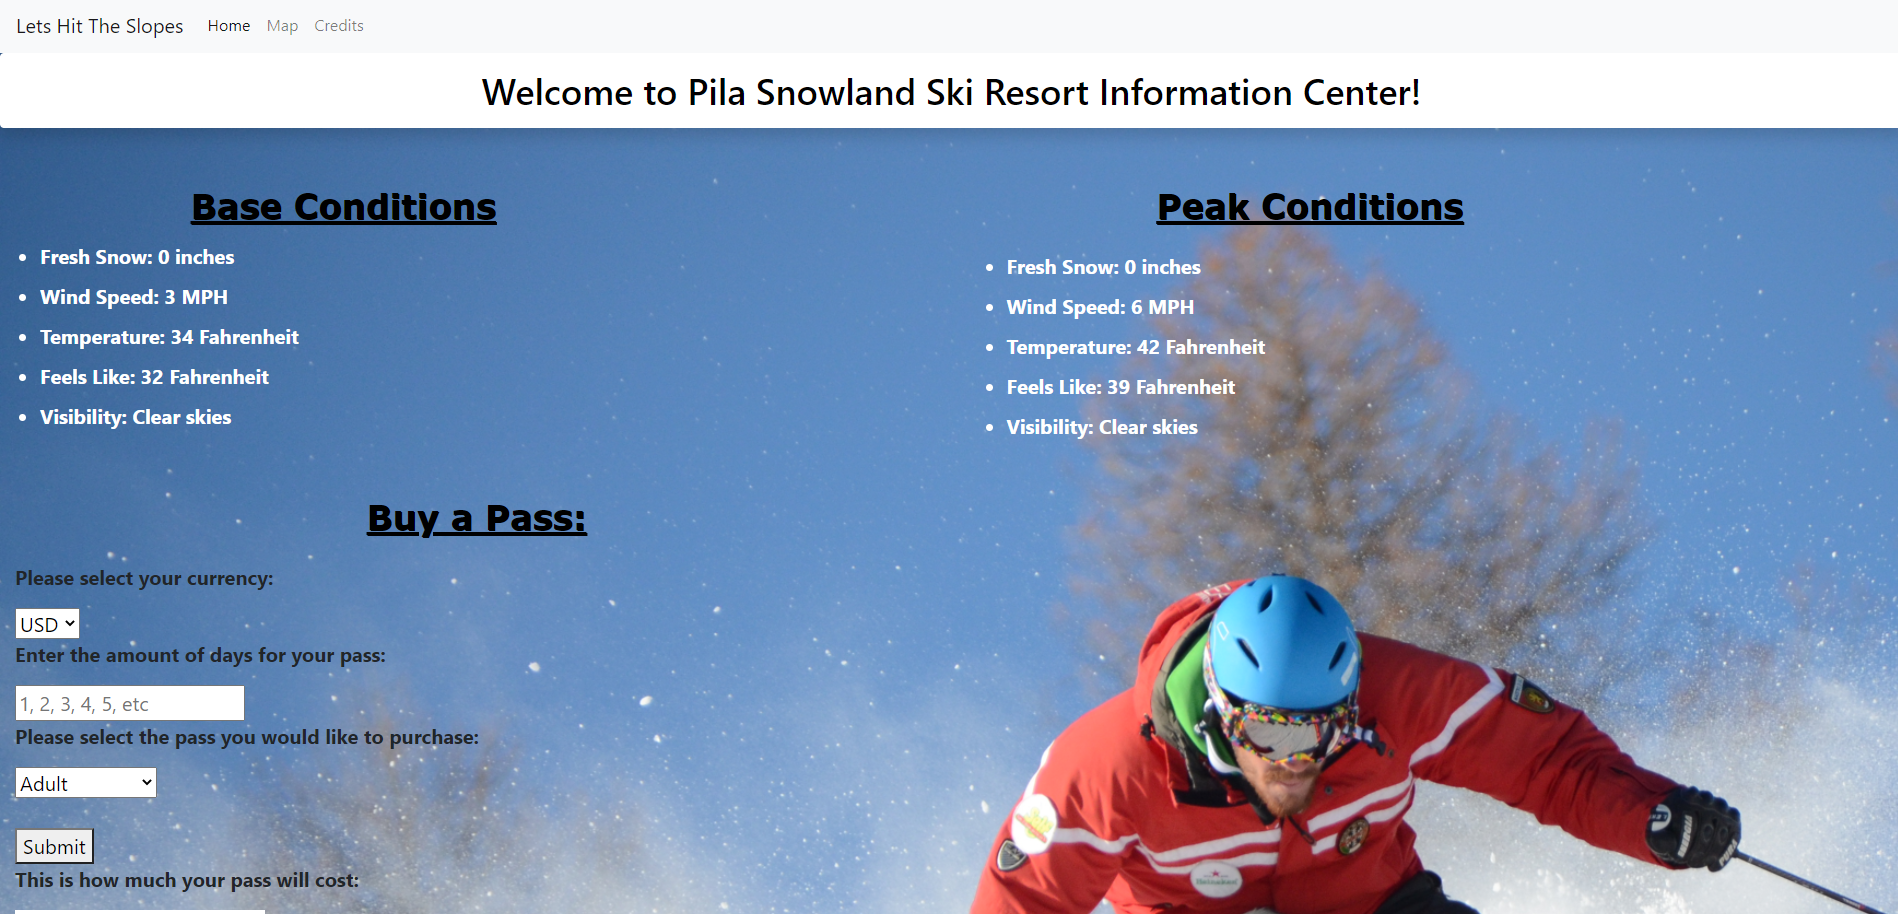 Lets Hit The Slopes Home Map Credits
Welcome to Pila Snowland Ski Resort Information Center!
Base Conditions
• Fresh Snow: 0 inches
• Wind Speed: 3 MPH
• Temperature: 34 Fahrenheit
• Feels Like: 32 Fahrenheit
• Visibility: Clear skies
Peak Conditions
• Fresh Snow: 0 inches
• Wind Speed: 6 MPH
• Temperature: 42 Fahrenheit
• Feels Like: 39 Fahrenheit
• Visibility: Clear skies
Buy a Pass:
Please select your currency:
USD
Enter the amount of days for your pass:
1, 2, 3, 4, 5, etc
Please select the pass you would like to purchase:
Adult
Submit
This is how much your pass will cost: